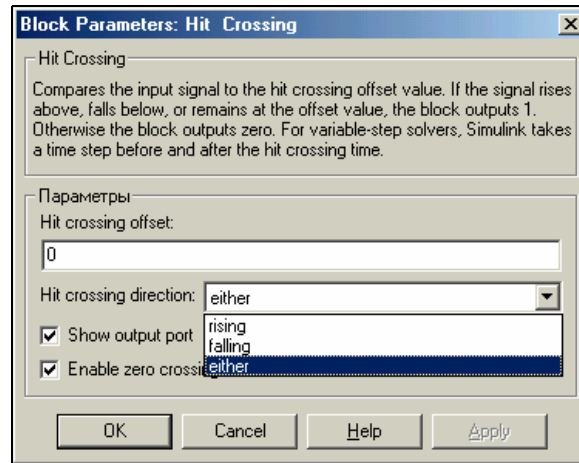 Block Parameters: Hit Crossing
Hit Crossing
Compares the input signal to the hit crossing offset value. If the signal rises
above, falls below, or remains at the offset value, the block outputs 1.
Otherwise the block outputs zero. For variable-step solvers, Simulink takes
a time step before and after the hit crossing time.
Параметры
Hit crossing offset:
0
Hit crossing direction: either
rising
falling
either
Show output port
Enable zero crossing
OK Cancel Help Apply